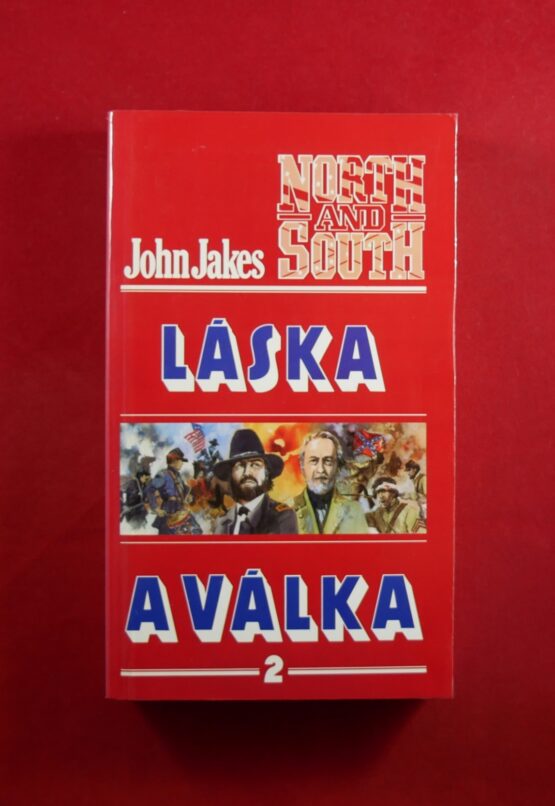 NORTH
AND
SOUTH
John Jakes
LÁSKA
A VÁLKA
2